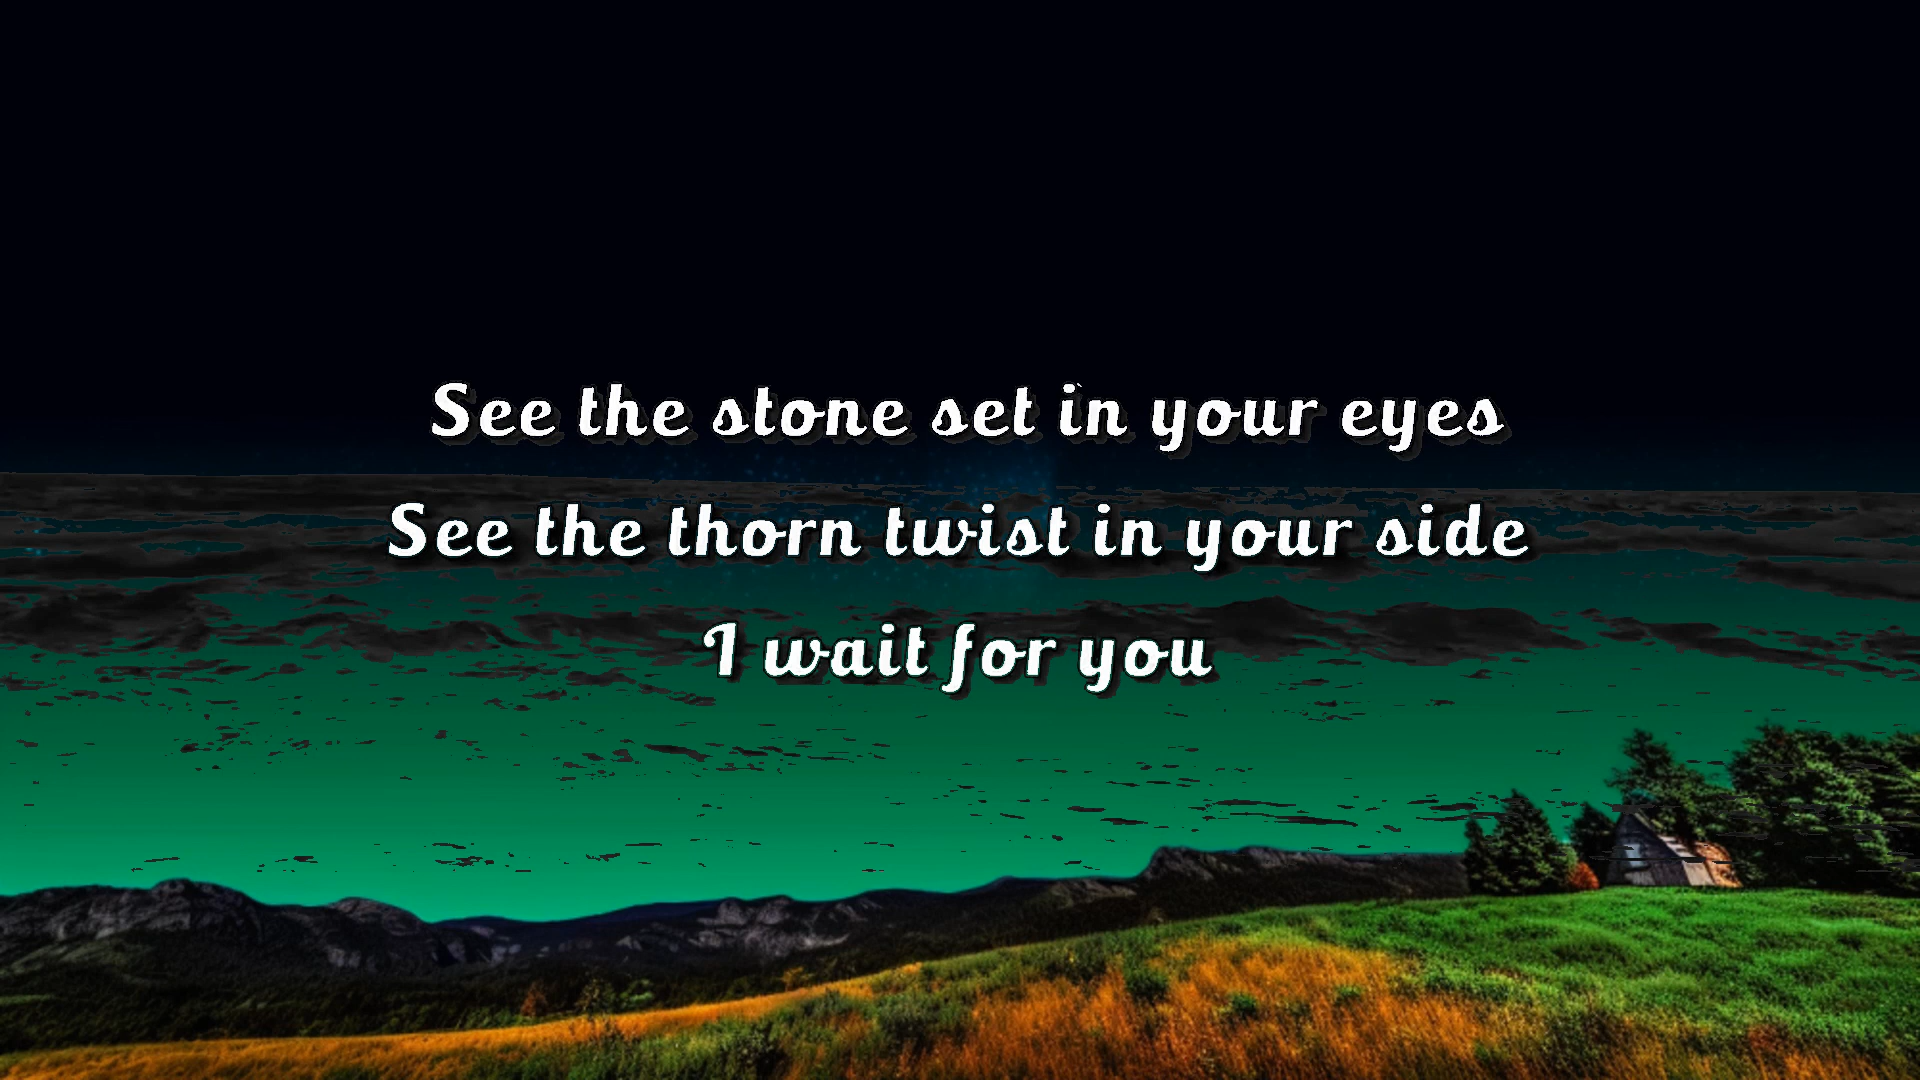 See the stone set in your eyes
See the thorn twist in your side
I wait for you